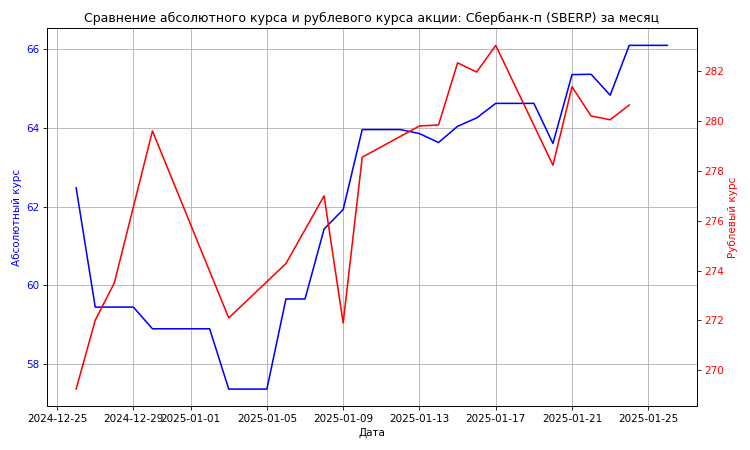 Сравнение абсолютного курса и рублевого курса акции: Сбербанк-п (SBERP) за месяц
66
64
62
60
58
Абсолютный курс
282
280
278
276
274
272
270
Рублевый курс
2024-12-25 2024-12-29 2025-01-01 2025-01-05 2025-01-09 2025-01-13 2025-01-17 2025-01-21 2025-01-25
Дата